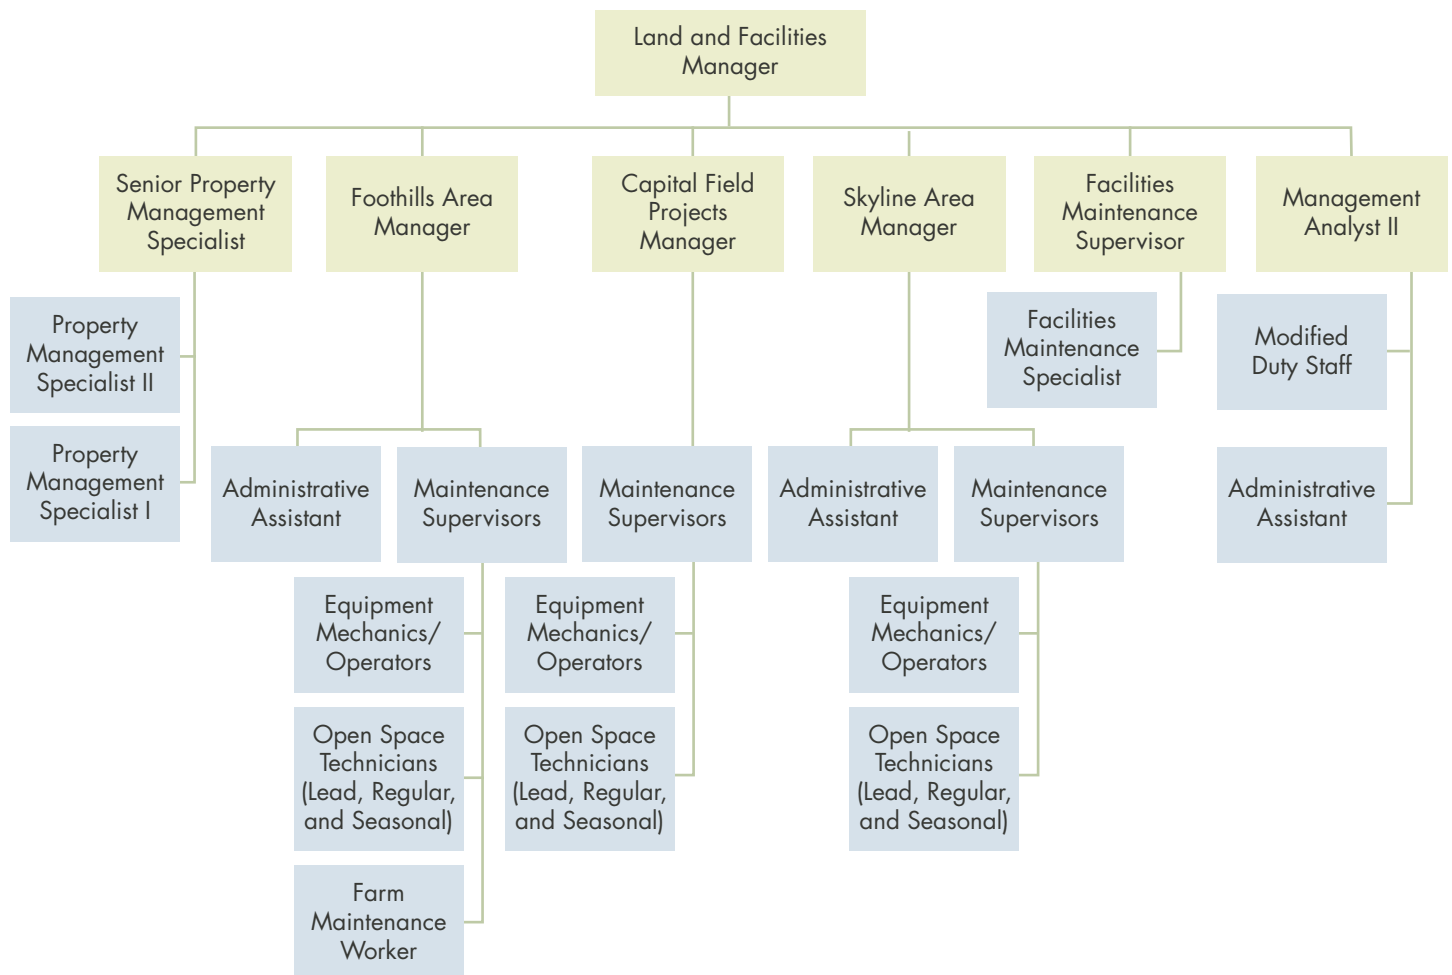 Land and Facilities
Manager
Senior Property
Management
Specialist
Foothills Area
Manager
Capital Field
Projects
Manager
Skyline Area
Manager
Facilities
Maintenance
Supervisor
Management
Analyst II
Property
Management
Specialist II
Property
Management
Specialist I
Administrative
Assistant
Maintenance
Supervisors
Equipment
Mechanics/
Operators
Open Space
Technicians
(Lead, Regular,
and Seasonal)
Farm
Maintenance
Worker
Maintenance
Supervisors
Equipment
Mechanics/
Operators
Open Space
Technicians
(Lead, Regular,
and Seasonal)
Administrative
Assistant
Maintenance
Supervisors
Equipment
Mechanics/
Operators
Open Space
Technicians
(Lead, Regular,
and Seasonal)
Facilities
Maintenance
Specialist
Modified
Duty Staff
Administrative
Assistant